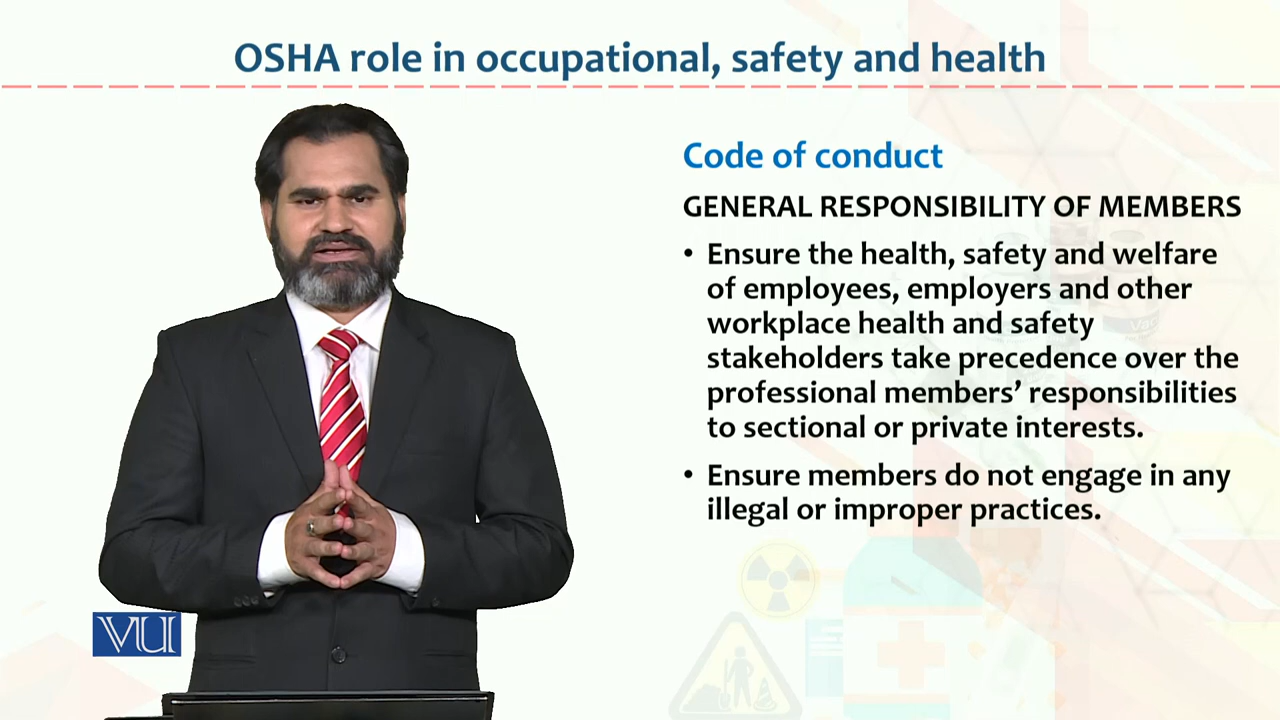 OSHA role in occupational, safety and health
Code of conduct
GENERAL RESPONSIBILITY OF MEMBERS
• Ensure the health, safety and welfare
of employees, employers and other
workplace health and safety
stakeholders take precedence over the
professional members’ responsibilities
to sectional or private interests.
• Ensure members do not engage in any
illegal or improper practices.
VU